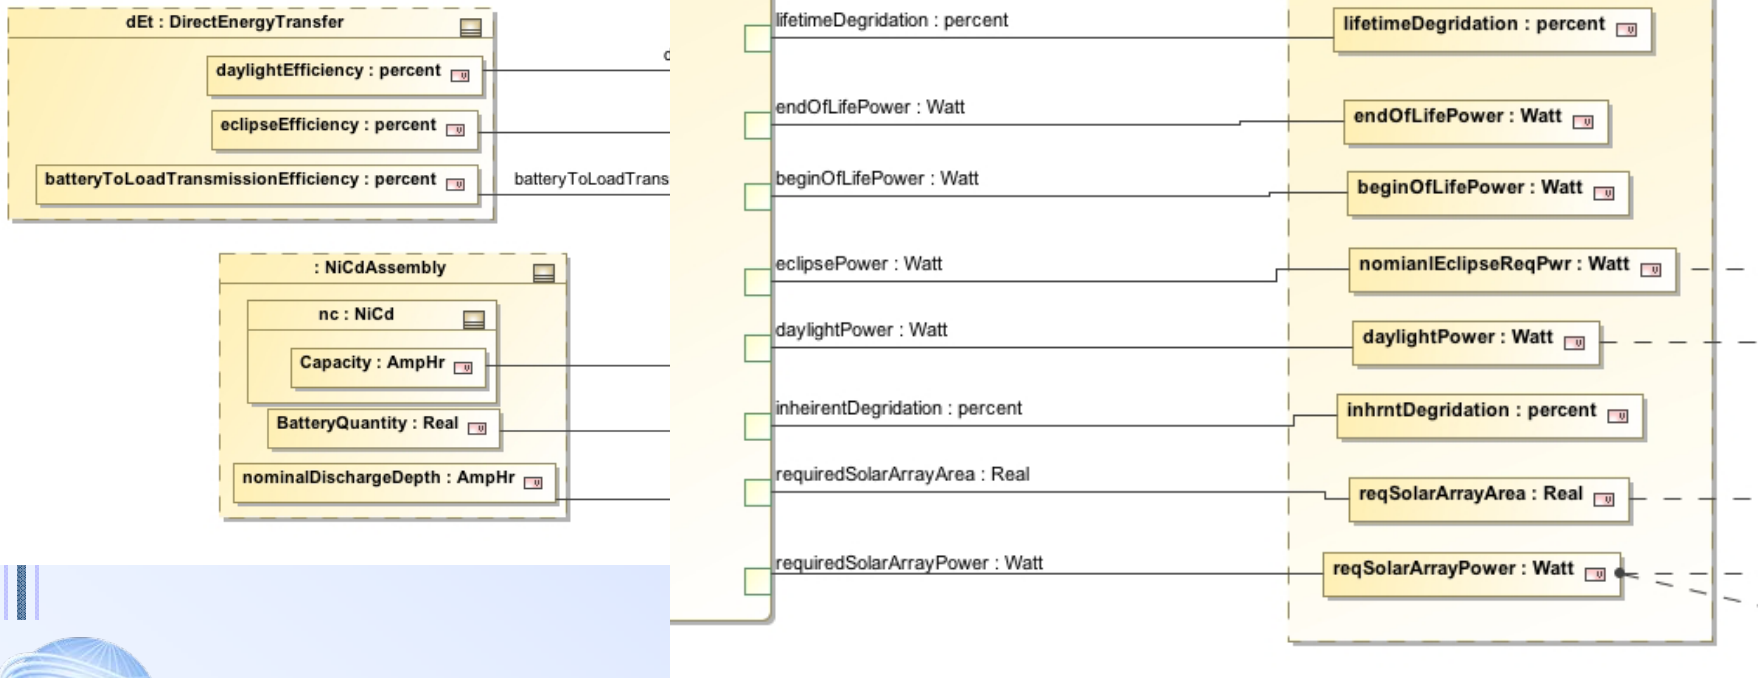 dEt : DirectEnergyTransfer
daylightEfficiency : percent
eclipseEfficiency : percent
batteryToLoadTransmissionEfficiency : percent
batteryToLoadTrans
: NiCdAssembly
nc : NiCd
Capacity : AmpHr
BatteryQuantity : Real
nominalDischargeDepth : AmpHr
lifetimeDegridation : percent
lifetimeDegridation : percent
endOfLifePower : Watt
endOfLifePower : Watt
beginOfLifePower : Watt
beginOfLifePower : Watt
eclipsePower : Watt
nomianlEclipseReqPwr : Watt
daylightPower : Watt
daylightPower : Watt
inheirentDegridation : percent
inhrntDegridation : percent
requiredSolarArrayArea : Real
reqSolarArrayArea : Real
requiredSolarArrayPower : Watt
reqSolarArrayPower : Watt